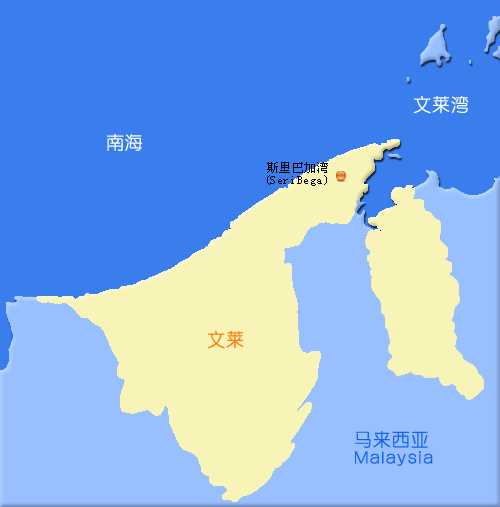 文莱湾
南海
斯里巴加湾
(SeriBega)
文莱
马来西亚
Malaysia